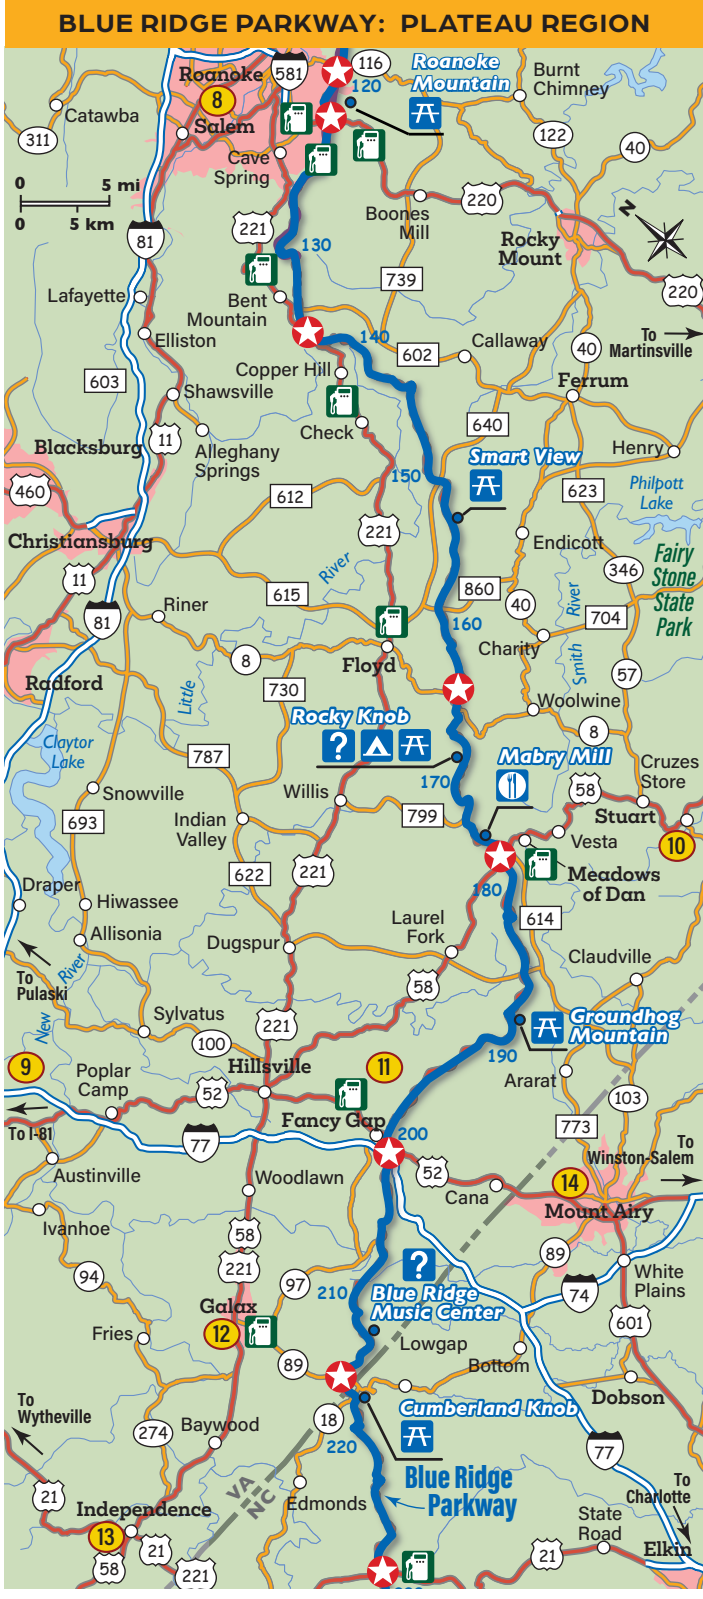 BLUE RIDGE PARKWAY: PLATEAU REGION
Roanoke
581
116
Roanoke
Mountain
Burnt
Chimney
120
8
Catawba
Salem
311
122
40
Cave
Spring
0 5 mi
0 5 km
220
Boones
Mill
N
221
81
130
Rocky
Mount
739
220
Lafayette
Bent
Mountain
Elliston
140
Callaway
To
Martinsville
602
40
Copper Hill
603
Ferrum
Shawsville
Check
640
11
Blacksburg
Alleghany
Springs
Henry
Smart View
150
460
612
623
Philpott
Lake
221
Christiansburg
Endicott
Fairy
Stone
State
Park
346
River
11
615
860
40
River
704
Riner
81
160
Charity
Smith
8
Floyd
57
Radford
730
Little
Woolwine
Rocky Knob
8
Claytor
Lake
787
Mabry Mill
170
Cruzes
Store
58
Snowville
Willis
799
Stuart
693
Indian
Valley
Vesta
10
622
221
Meadows
of Dan
Draper
180
Hiwassee
614
Laurel
Fork
Allisonia
Dugspur
Claudville
To
Pulaski
River
58
New
Sylvatus
221
Groundhog
Mountain
100
190
9
Poplar
Camp
Hillsville
11
Ararat
52
103
Fancy Gap
773
To I-81
77
200
To
Winston-Salem
Austinville
Woodlawn
52
14
Cana
Mount Airy
Ivanhoe
58
89
94
221
97
White
Plains
74
210
Blue Ridge
Music Center
Galax
12
601
Fries
Lowgap
Bottom
89
Dobson
To
Wytheville
Cumberland Knob
18
274
Baywood
220
77
VA
NC
Blue Ridge
Parkway
21
To
Charlotte
Edmonds
Independence
State
Road
13
21
21
Elkin
58
221